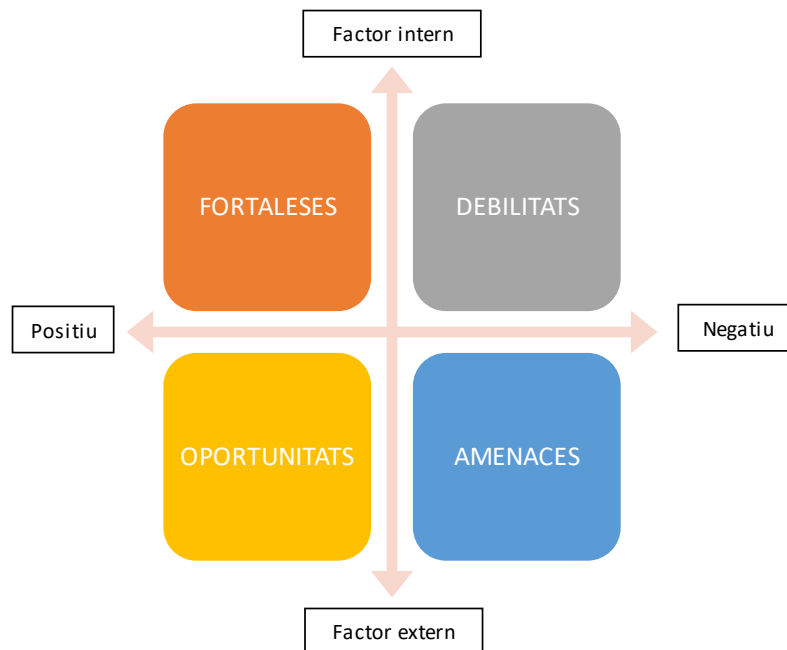 Factor intern
FORTALESES
DEBILITATS
Positiu
Negatiu
OPORTUNITATS
AMENACES
Factor extern